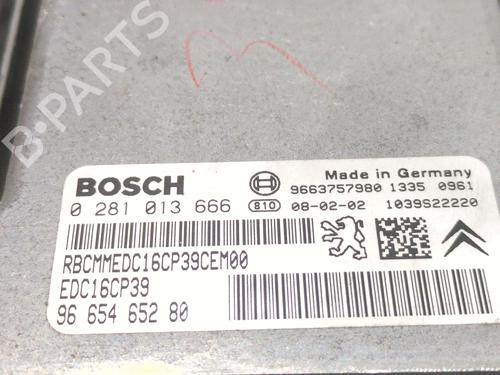 B-PARTS
Made in Germany
BOSCH
9663757980 1335 0961
0 281 013 666 810 08-02-02 1039S22220
RBCMMEDC16CP39CEM00
EDC16CP39
96 654 652 80